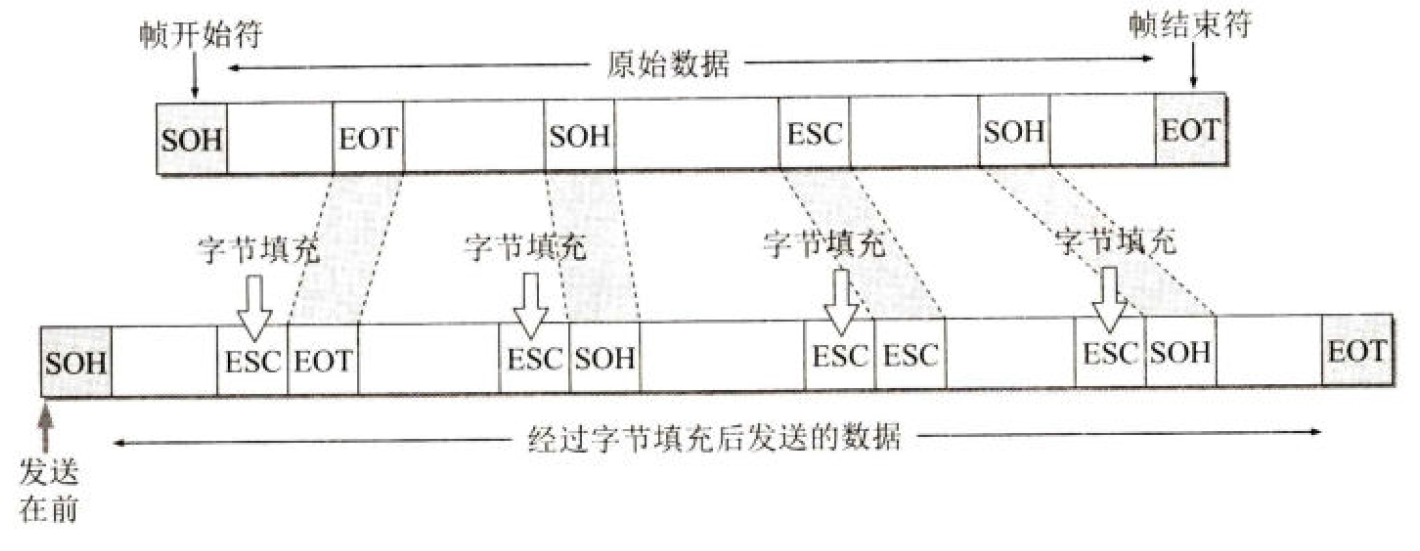 帧开始符
帧结束符
原始数据
SOH EOT SOH ESC SOH EOT
字节填充 字节填充 字节填充 字节填充
SOH ESC EOT ESC SOH ESC ESC ESC SOH EOT
经过字节填充后发送的数据
发送
在前